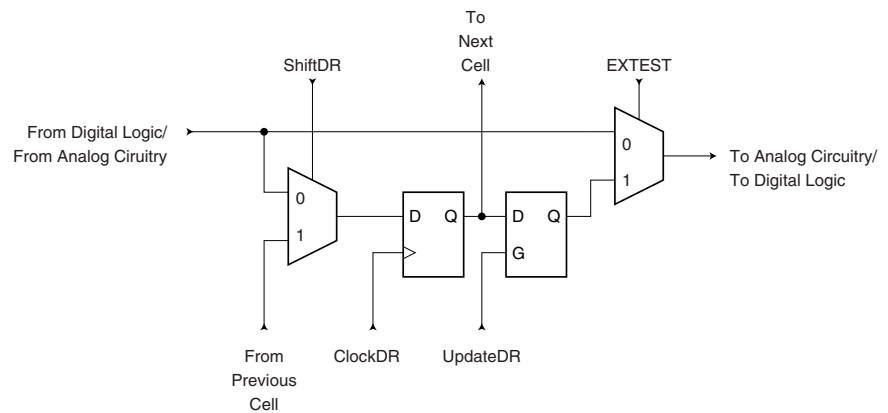 To
Next
Cell
ShiftDR
EXTEST
From Digital Logic/
From Analog Ciruitry
0
1
To Analog Circuitry/
To Digital Logic
0
1
D Q
D Q
G
From
Previous
Cell
ClockDR
UpdateDR